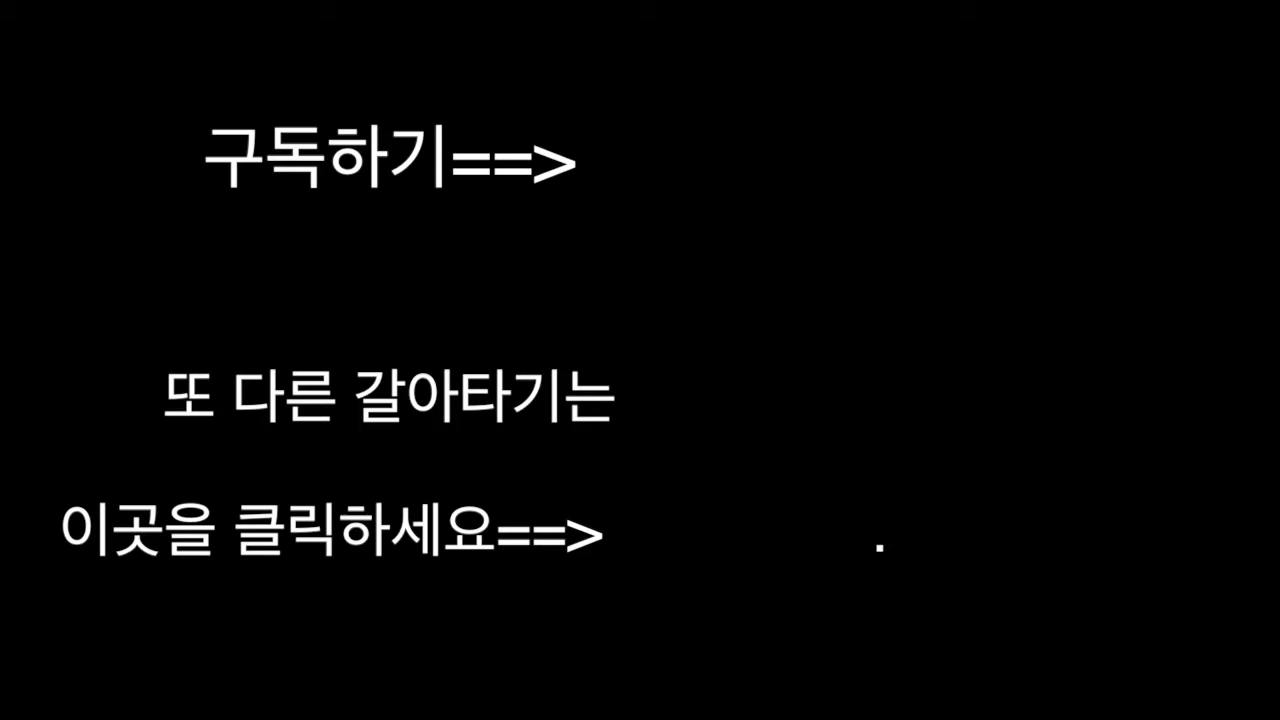 구독하기==>
또 다른 갈아타기는
이곳을 클릭하세요==> .